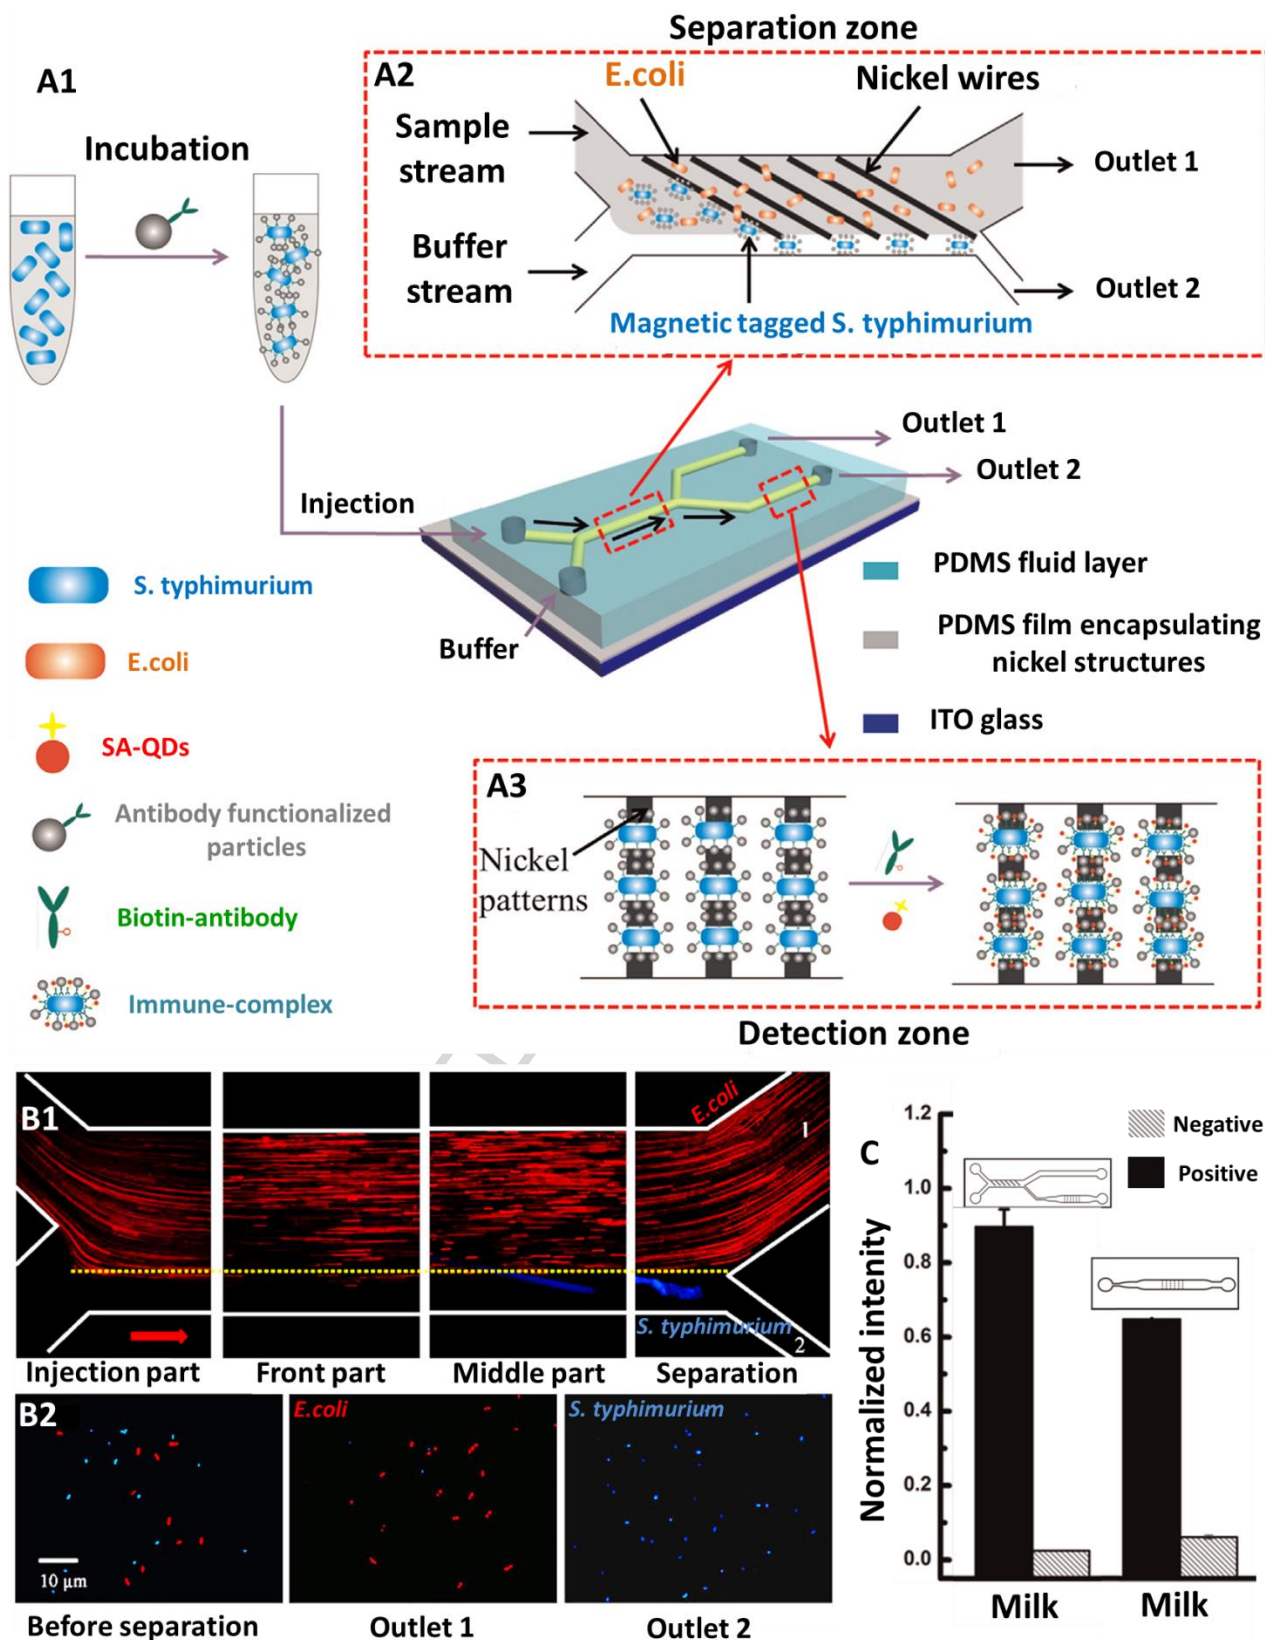 Separation zone
A1
A2
E.coli
Nickel wires
Sample
stream
Outlet 1
Incubation
Buffer
stream
Outlet 2
Magnetic tagged S. typhimurium
Outlet 1
Outlet 2
Injection
Buffer
S. typhimurium
E.coli
SA-QDs
Antibody functionalized
particles
Biotin-antibody
Immune-complex
PDMS fluid layer
PDMS film encapsulating
nickel structures
ITO glass
A3
Nickel
patterns
Detection zone
B1
E.coli
1
S. typhimurium
2
Injection part
Front part
Middle part
Separation
B2
E.coli
S. typhimurium
10 μm
Before separation
Outlet 1
Outlet 2
C
Negative
Positive
Normalized intensity
1.2
1.0
0.8
0.6
0.4
0.2
0.0
Milk
Milk